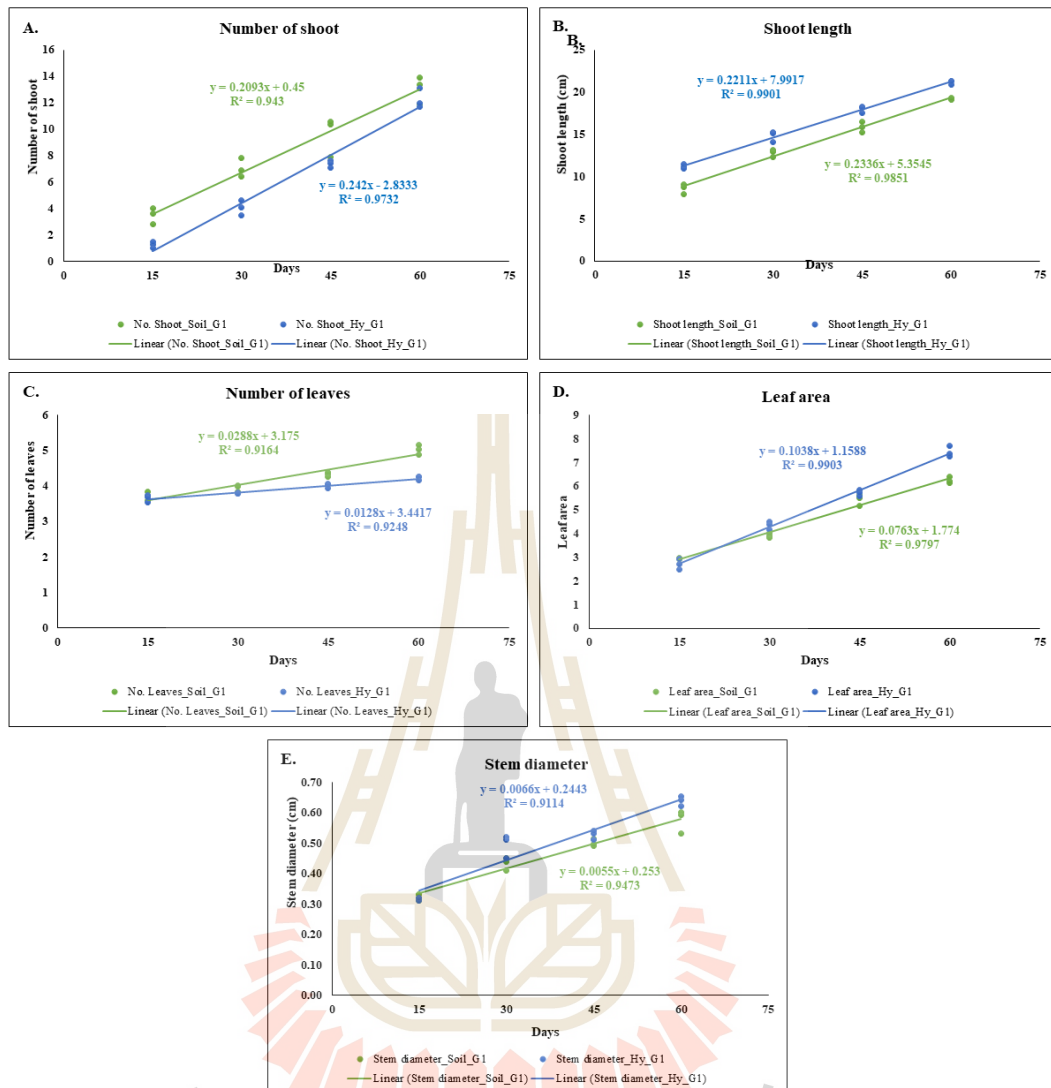 A.
Number of shoot
Number of shoot
16
14
12
10
8
6
4
2
0
y = 0.2093x + 0.45
R² = 0.943
y = 0.242x - 2.8333
R² = 0.9732
0 15 30 45 60 75
Days
No. Shoot_Soil_G1 No. Shoot_Hy_G1
Linear (No. Shoot_Soil_G1) Linear (No. Shoot_Hy_G1)
B.
B.
Shoot length
Shoot length (cm)
25
20
15
10
5
0
y = 0.2211x + 7.9917
R² = 0.9901
y = 0.2336x + 5.3545
R² = 0.9851
0 15 30 45 60 75
Days
Shoot length_Soil_G1 Shoot length_Hy_G1
Linear (Shoot length_Soil_G1) Linear (Shoot length_Hy_G1)
C.
Number of leaves
Number of leaves
6
5
4
3
2
1
0
y = 0.0288x + 3.175
R² = 0.9164
y = 0.0128x + 3.4417
R² = 0.9248
0 15 30 45 60 75
Days
No. Leaves_Soil_G1 No. Leaves_Hy_G1
Linear (No. Leaves_Soil_G1) Linear (No. Leaves_Hy_G1)
D.
Leaf area
Leaf area
9
8
7
6
5
4
3
2
1
0
y = 0.1038x + 1.1588
R² = 0.9903
y = 0.0763x + 1.774
R² = 0.9797
0 15 30 45 60 75
Days
Leaf area_Soil_G1 Leaf area_Hy_G1
Linear (Leaf area_Soil_G1) Linear (Leaf area_Hy_G1)
E.
Stem diameter
Stem diameter (cm)
0.70
0.60
0.50
0.40
0.30
0.20
0.10
0.00
y = 0.0066x + 0.2443
R² = 0.9114
y = 0.0055x + 0.253
R² = 0.9473
0 15 30 45 60 75
Days
Stem diameter_Soil_G1 Stem diameter_Hy_G1
Linear (Stem diameter_Soil_G1) Linear (Stem diameter_Hy_G1)